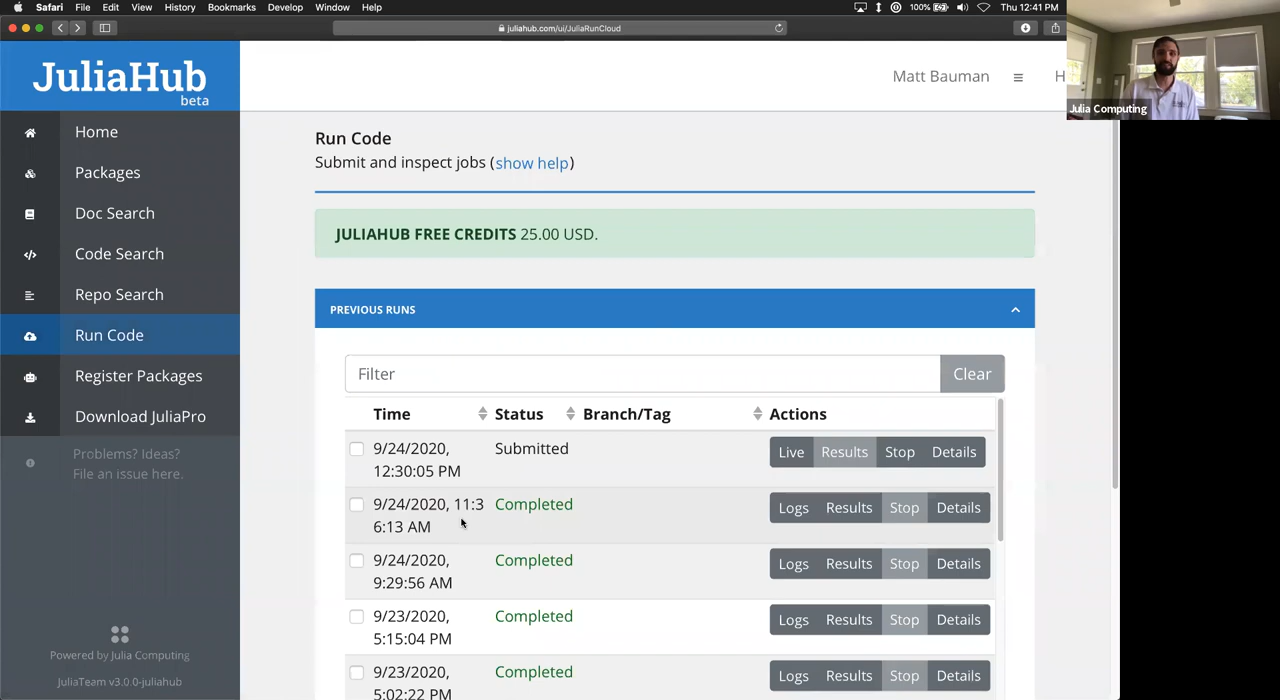 Safari File Edit View History Bookmarks Develop Window Help 100% Thu 12:41 PM
juliahub.com/ui/JuliaRunCloud
JuliaHub
beta
Matt Bauman H
Julia Computing
Home
Packages
Doc Search
Code Search
Repo Search
Run Code
Register Packages
Download JuliaPro
Problems? Ideas?
File an issue here.
Powered by Julia Computing
JuliaTeam v3.0.0-juliahub
Run Code
Submit and inspect jobs (show help)
JULIAHUB FREE CREDITS 25.00 USD.
PREVIOUS RUNS
Filter Clear
Time Status Branch/Tag Actions
9/24/2020, Submitted Live Results Stop Details
12:30:05 PM
9/24/2020, 11:3 Completed Logs Results Stop Details
6:13 AM
9/24/2020, Completed Logs Results Stop Details
9:29:56 AM
9/23/2020, Completed Logs Results Stop Details
5:15:04 PM
9/23/2020, Completed Logs Results Stop Details
5:02:22 PM